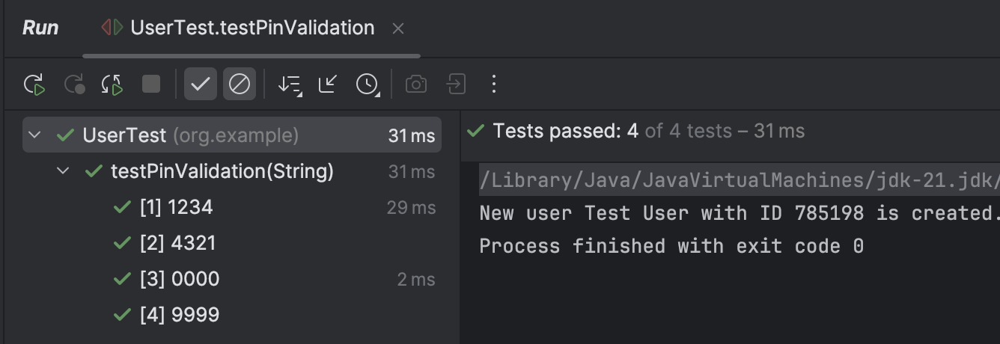 Run UserTest.testPinValidation
UserTest (org.example) 31 ms
testPinValidation(String) 31 ms
[1] 1234 29 ms
[2] 4321
[3] 0000 2 ms
[4] 9999
Tests passed: 4 of 4 tests – 31 ms
/Library/Java/JavaVirtualMachines/jdk-21.jdk/
New user Test User with ID 785198 is created.
Process finished with exit code 0